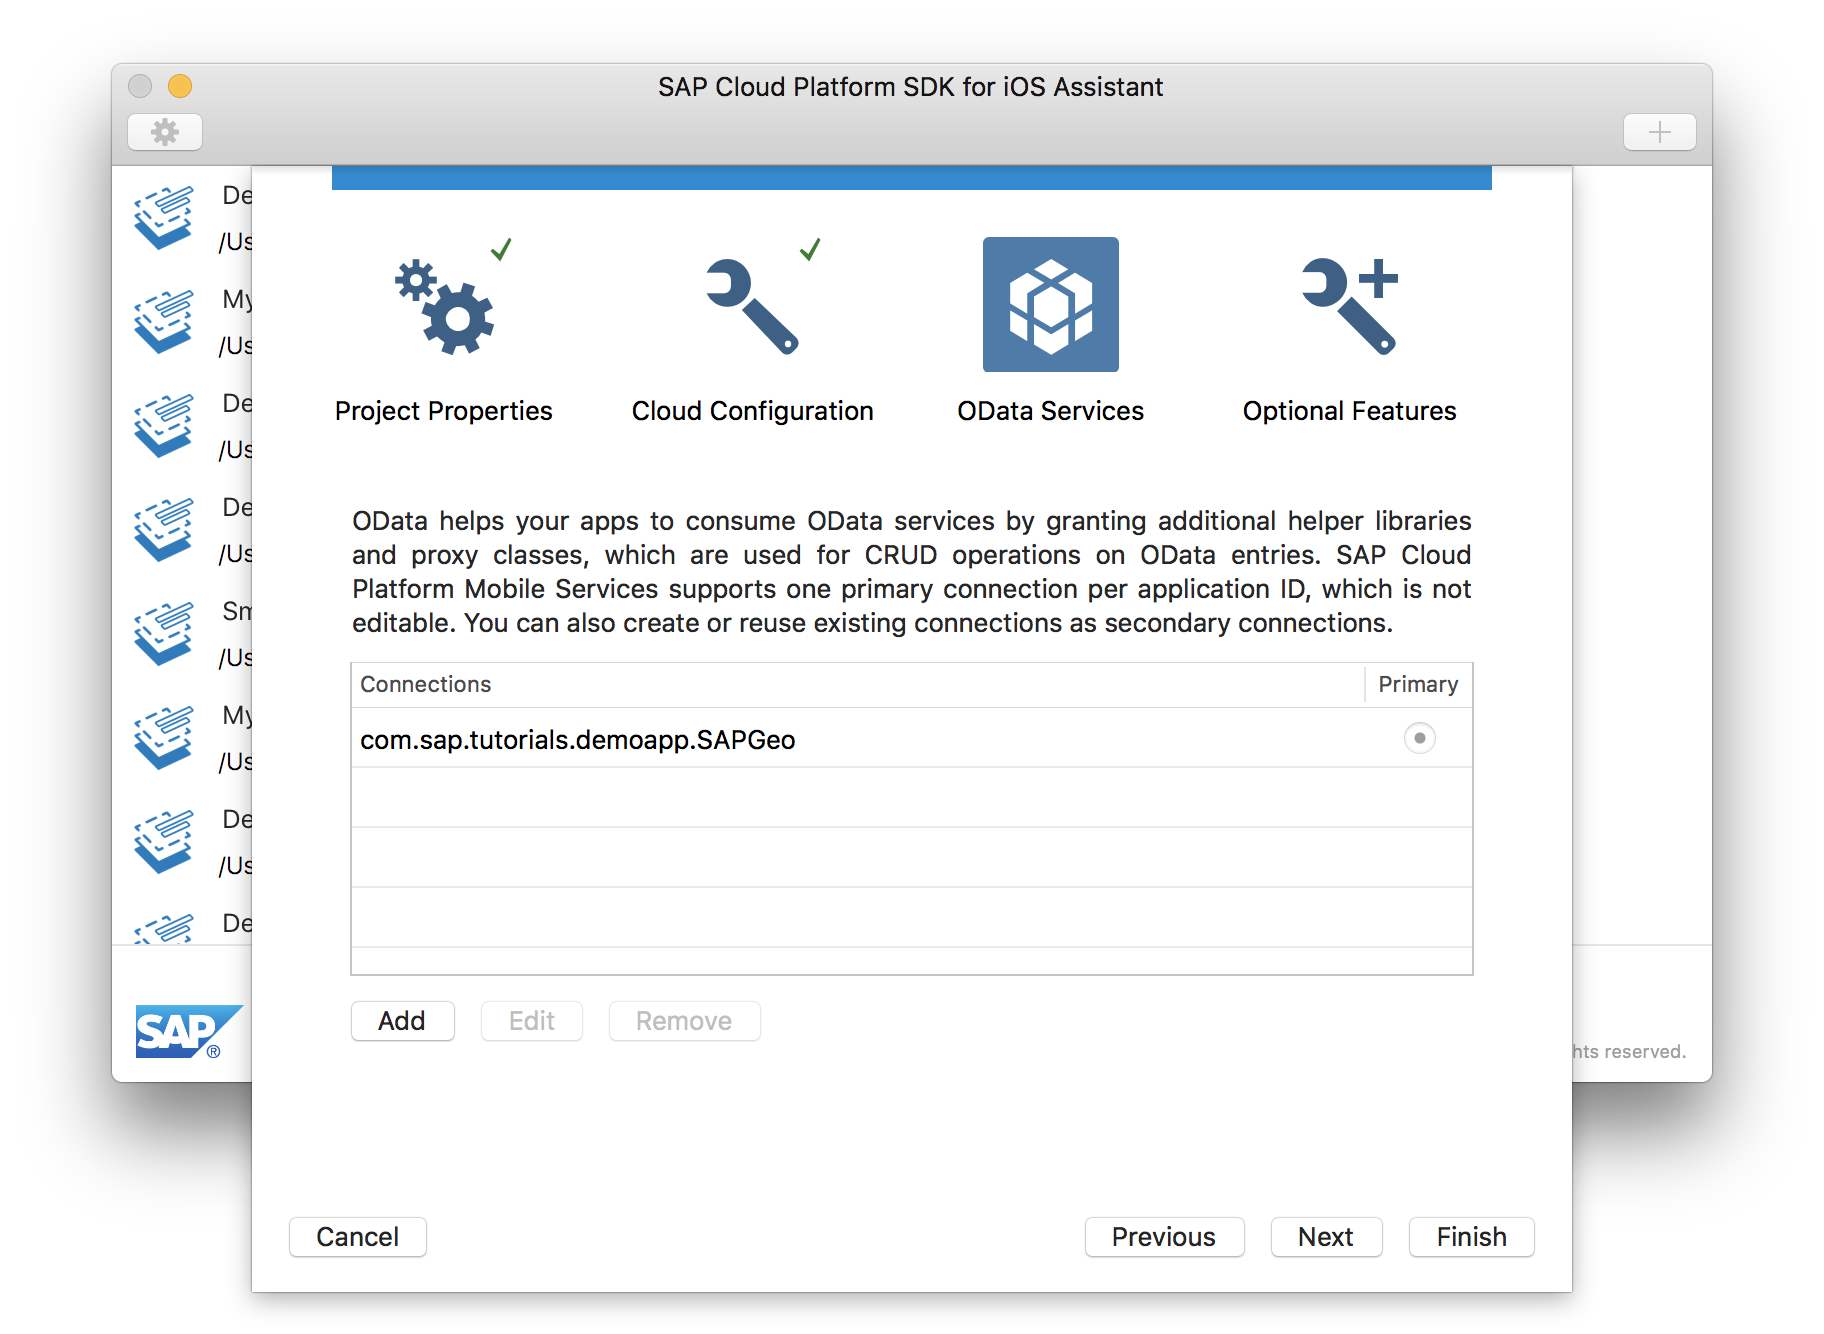 SAP Cloud Platform SDK for iOS Assistant
De
/Us
My
/Us
De
/Us
De
/Us
Sm
/Us
My
/Us
De
/Us
De
Project Properties
Cloud Configuration
OData Services
Optional Features
OData helps your apps to consume OData services by granting additional helper libraries
and proxy classes, which are used for CRUD operations on OData entries. SAP Cloud
Platform Mobile Services supports one primary connection per application ID, which is not
editable. You can also create or reuse existing connections as secondary connections.
Connections Primary
com.sap.tutorials.demoapp.SAPGeo
Add Edit Remove
SAP®
hts reserved.
Cancel Previous Next Finish